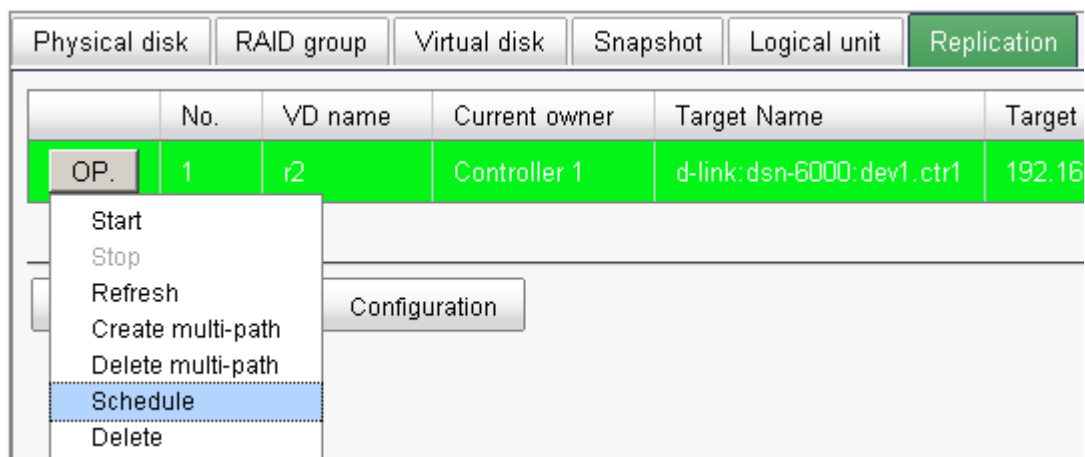 Physical disk RAID group Virtual disk Snapshot Logical unit Replication
No. VD name Current owner Target Name Target
OP. 1 r2 Controller 1 d-link:dsn-6000:dev1.ctr1 192.16
Start
Stop
Refresh
Configuration
Create multi-path
Delete multi-path
Schedule
Delete